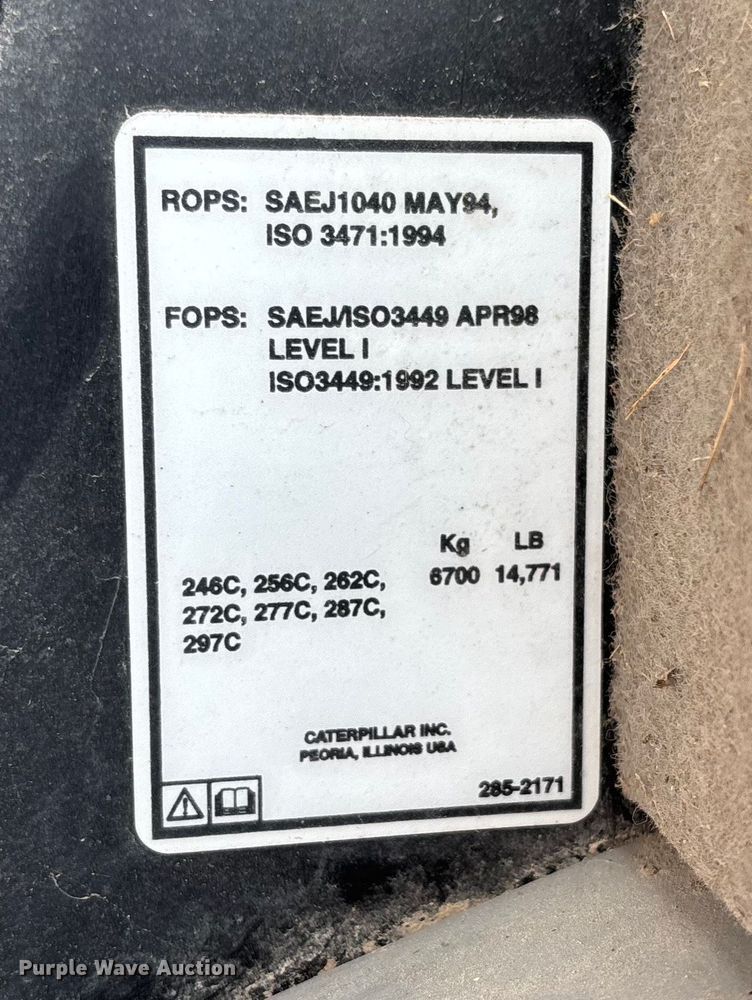 ROPS: SAEJ1040 MAY94,
ISO 3471:1994
FOPS: SAEJ/ISO3449 APR98
LEVEL I
ISO3449:1992 LEVEL I
Kg LB
246C, 256C, 262C, 6700 14,771
272C, 277C, 287C,
297C
CATERPILLAR INC.
PEORIA, ILLINOIS USA
285-2171
Purple Wave Auction